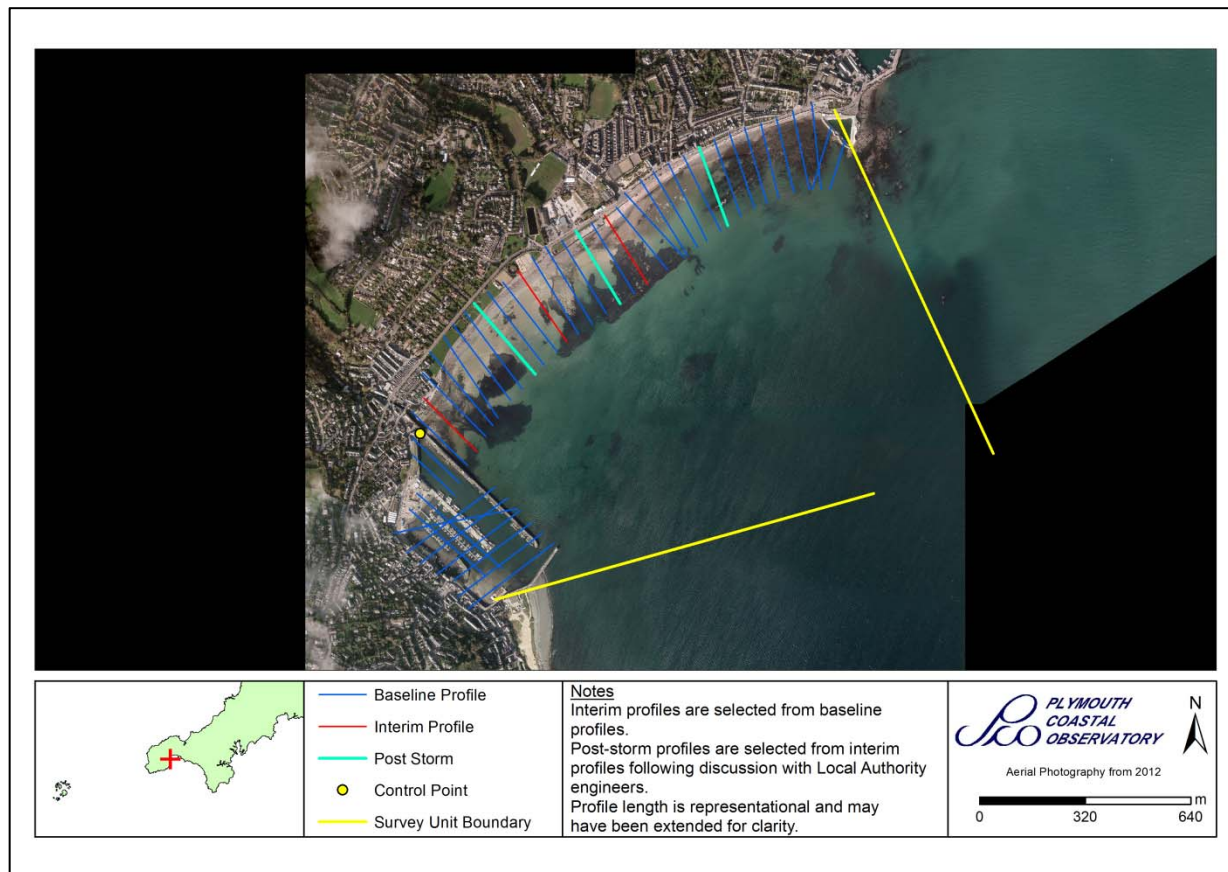 Baseline Profile
Interim Profile
Post Storm
Control Point
Survey Unit Boundary
Notes
Interim profiles are selected from baseline
profiles.
Post-storm profiles are selected from interim
profiles following discussion with Local Authority
engineers.
Profile length is representational and may
have been extended for clarity.
PLYMOUTH
COASTAL
OBSERVATORY
N
Aerial Photography from 2012
m
0 320 640